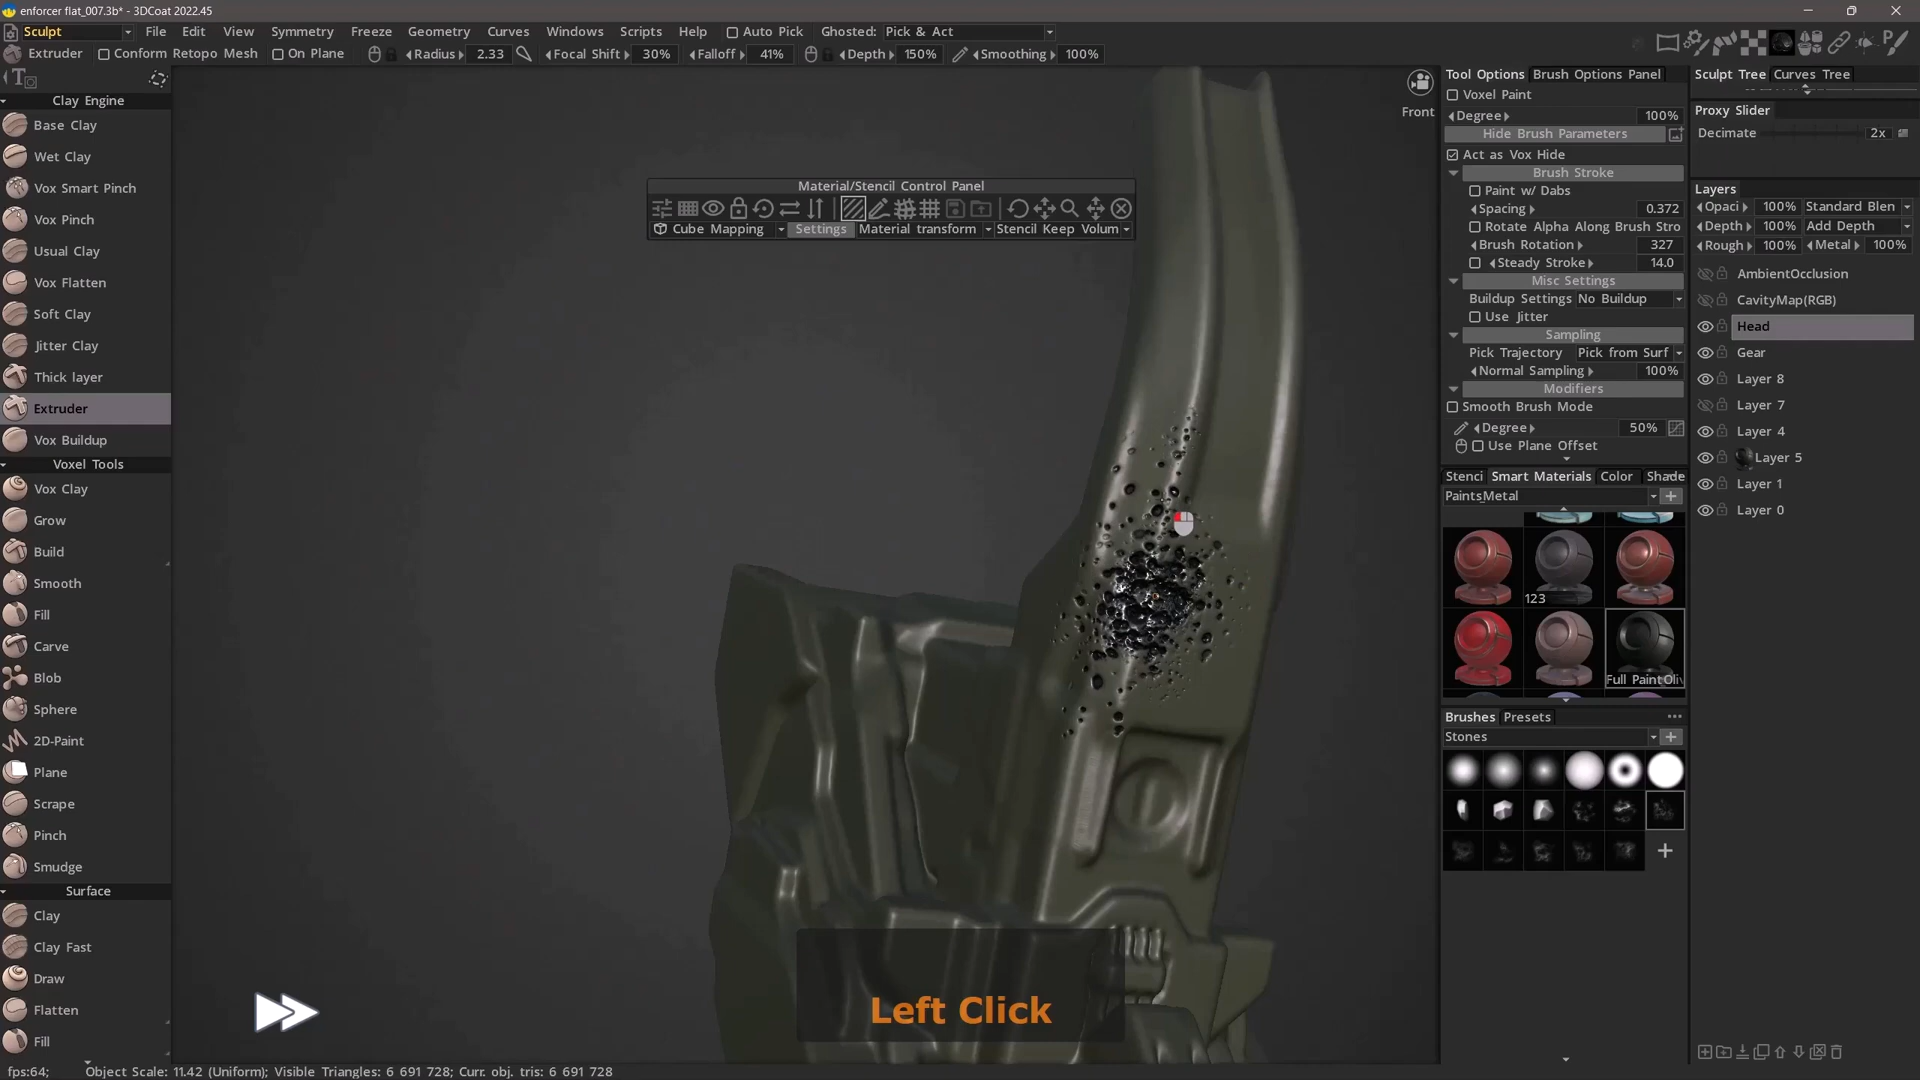 enforcer flat_007.3b* - 3DCoat 2022.45
Sculpt File Edit View Symmetry Freeze Geometry Curves Windows Scripts Help Auto Pick Ghosted: Pick & Act
Extruder Conform Retopo Mesh On Plane Radius 2.33 Focal Shift 30% Falloff 41% Depth 150% Smoothing 100%
Clay Engine
Base Clay
Wet Clay
Vox Smart Pinch
Vox Pinch
Usual Clay
Vox Flatten
Soft Clay
Jitter Clay
Thick layer
Extruder
Vox Buildup
Voxel Tools
Vox Clay
Grow
Build
Smooth
Fill
Carve
Blob
Sphere
2D-Paint
Plane
Scrape
Pinch
Smudge
Surface
Clay
Clay Fast
Draw
Flatten
Fill
Material/Stencil Control Panel
Cube Mapping Settings Material transform Stencil Keep Volum
Front
Left Click
Tool Options Brush Options Panel
Voxel Paint
Degree 100%
Hide Brush Parameters
Act as Vox Hide
Brush Stroke
Paint w/ Dabs
Spacing 0.372
Rotate Alpha Along Brush Stro
Brush Rotation 327
Steady Stroke 14.0
Misc Settings
Buildup Settings No Buildup
Use Jitter
Sampling
Pick Trajectory Pick from Surf
Normal Sampling 100%
Modifiers
Smooth Brush Mode
Degree 50%
Use Plane Offset
Stenci Smart Materials Color Shade
PaintsMetal
123
Full PaintOliv
Brushes Presets
Stones
Sculpt Tree Curves Tree
Proxy Slider
Decimate 2x
Layers
Opaci 100% Standard Blen
Depth 100% Add Depth
Rough 100% Metal 100%
AmbientOcclusion
CavityMap(RGB)
Head
Gear
Layer 8
Layer 7
Layer 4
Layer 5
Layer 1
Layer 0
fps:64; Object Scale: 11.42 (Uniform); Visible Triangles: 6 691 728; Curr. obj. tris: 6 691 728